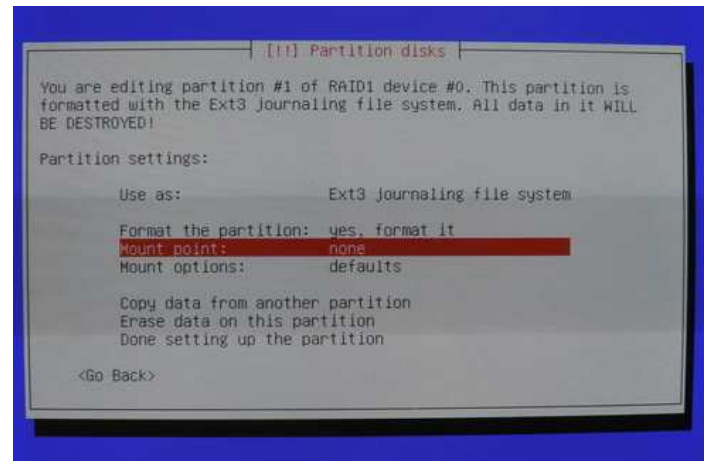 [!!] Partition disks
You are editing partition #1 of RAID1 device #0. This partition is
formatted with the Ext3 journaling file system. All data in it WILL
BE DESTROYED!
Partition settings:
Use as: Ext3 journaling file system
Format the partition: yes, format it
Mount point: none
Mount options: defaults
Copy data from another partition
Erase data on this partition
Done setting up the partition
<Go Back>